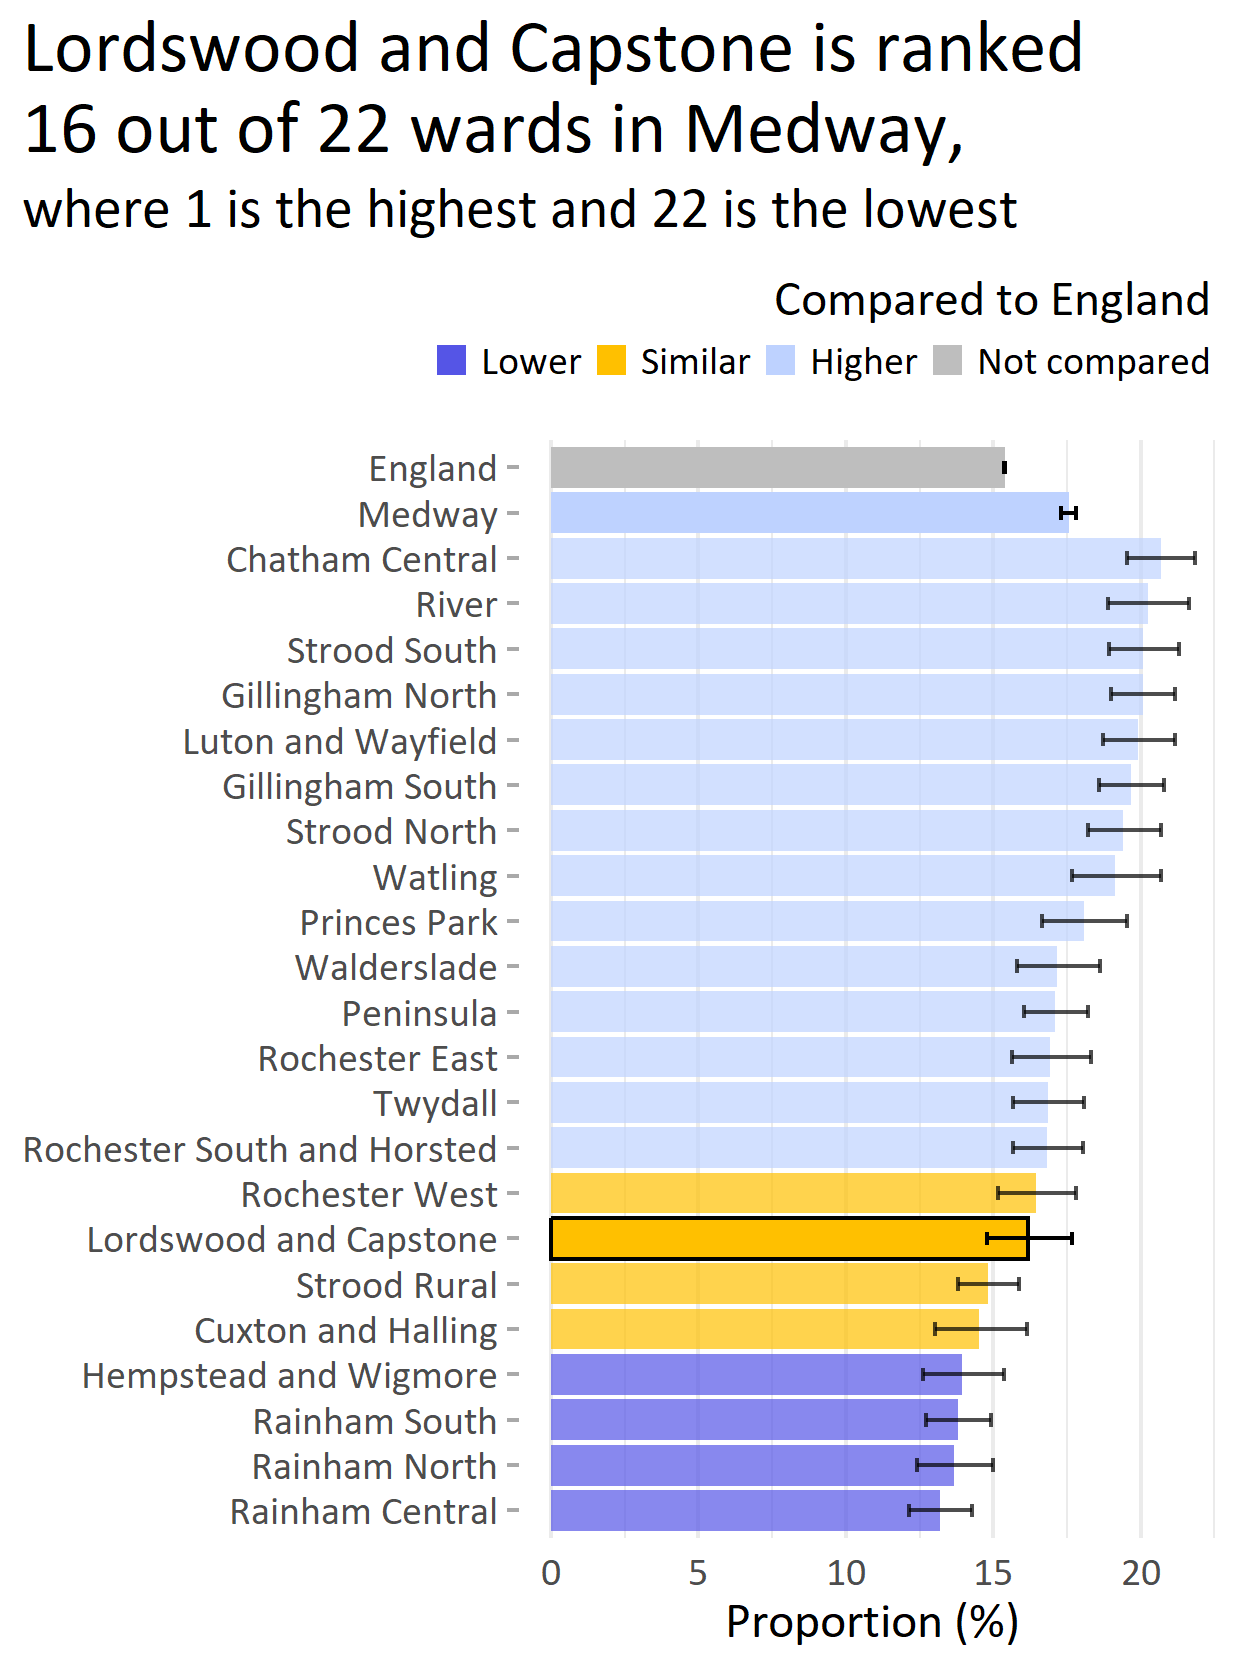 Lordswood and Capstone is ranked
16 out of 22 wards in Medway,
where 1 is the highest and 22 is the lowest
Compared to England
Lower Similar Higher Not compared
England
Medway
Chatham Central
River
Strood South
Gillingham North
Luton and Wayfield
Gillingham South
Strood North
Watling
Princes Park
Walderslade
Peninsula
Rochester East
Twydall
Rochester South and Horsted
Rochester West
Lordswood and Capstone
Strood Rural
Cuxton and Halling
Hempstead and Wigmore
Rainham South
Rainham North
Rainham Central
0 5 10 15 20
Proportion (%)